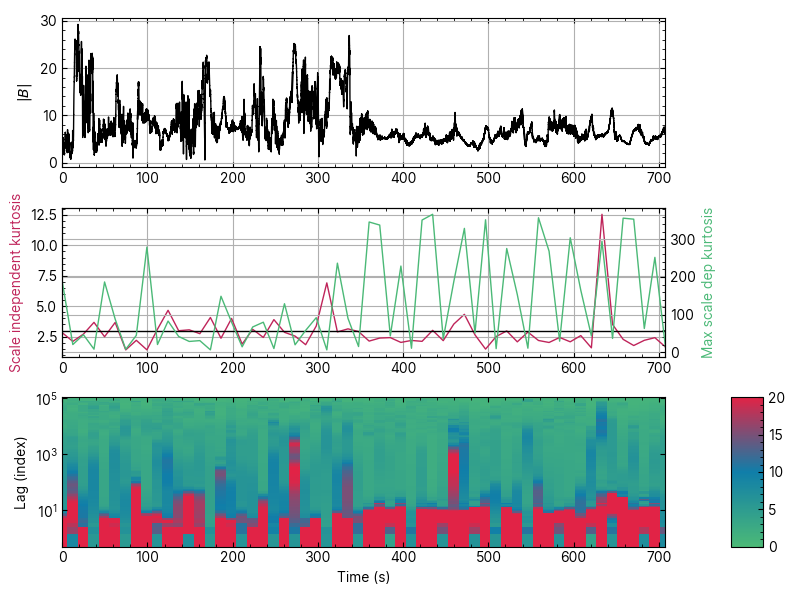 30
20
10
0
|B|
0 100 200 300 400 500 600 700
12.5
10.0
7.5
5.0
2.5
Scale independent kurtosis
300
200
100
0
Max scale dep kurtosis
0 100 200 300 400 500 600 700
10^5
10^3
10^1
Lag (index)
0 100 200 300 400 500 600 700
Time (s)
20
15
10
5
0